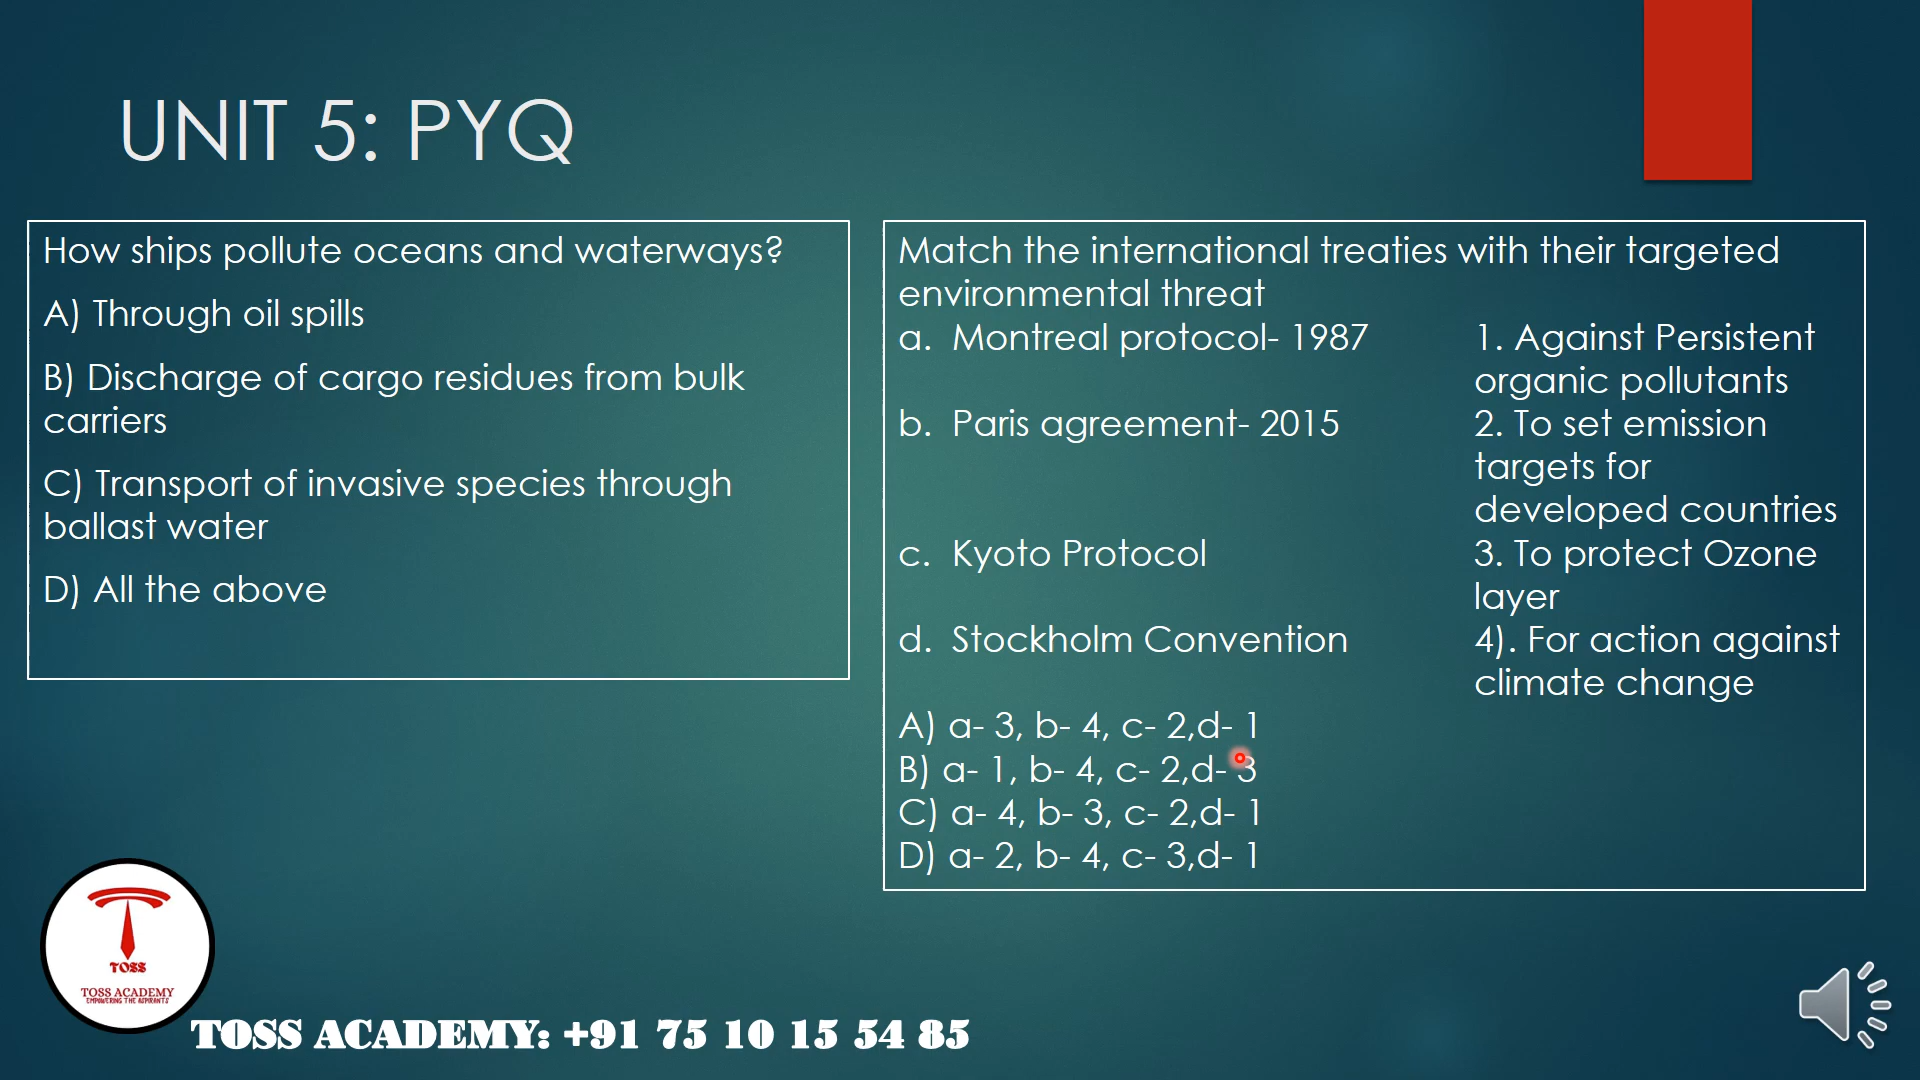 UNIT 5: PYQ
How ships pollute oceans and waterways?
A) Through oil spills
B) Discharge of cargo residues from bulk
carriers
C) Transport of invasive species through
ballast water
D) All the above
Match the international treaties with their targeted
environmental threat
a. Montreal protocol- 1987
1. Against Persistent
organic pollutants
b. Paris agreement- 2015
2. To set emission
targets for
developed countries
c. Kyoto Protocol
3. To protect Ozone
layer
d. Stockholm Convention
4). For action against
climate change
A) a- 3, b- 4, c- 2,d- 1
B) a- 1, b- 4, c- 2,d- 3
C) a- 4, b- 3, c- 2,d- 1
D) a- 2, b- 4, c- 3,d- 1
TOSS
TOSS ACADEMY
EMPOWERING THE ASPIRANTS
TOSS ACADEMY: +91 75 10 15 54 85